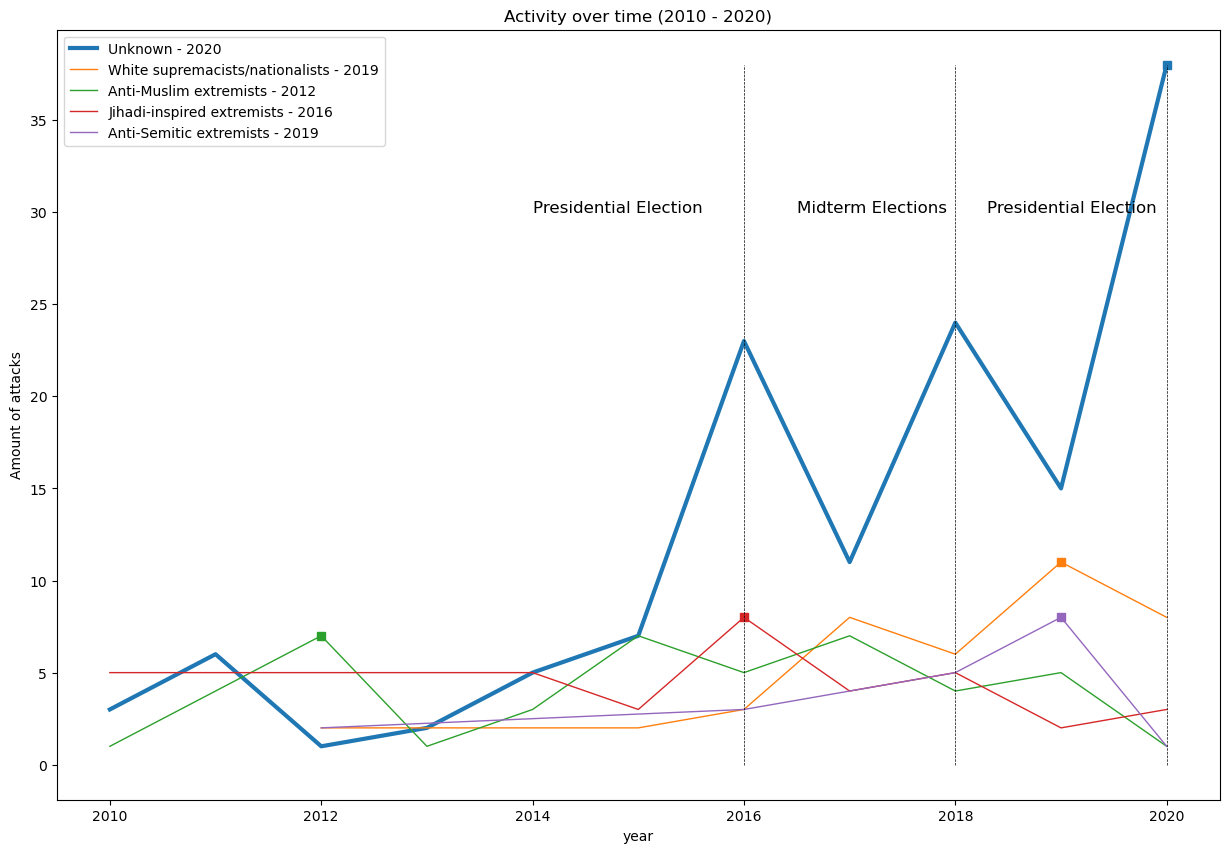 Activity over time (2010 - 2020)
Unknown - 2020
White supremacists/nationalists - 2019
Anti-Muslim extremists - 2012
Jihadi-inspired extremists - 2016
Anti-Semitic extremists - 2019
Presidential Election
Midterm Elections
Presidential Election
Amount of attacks
35
30
25
20
15
10
5
0
2010
2012
2014
2016
2018
2020
year